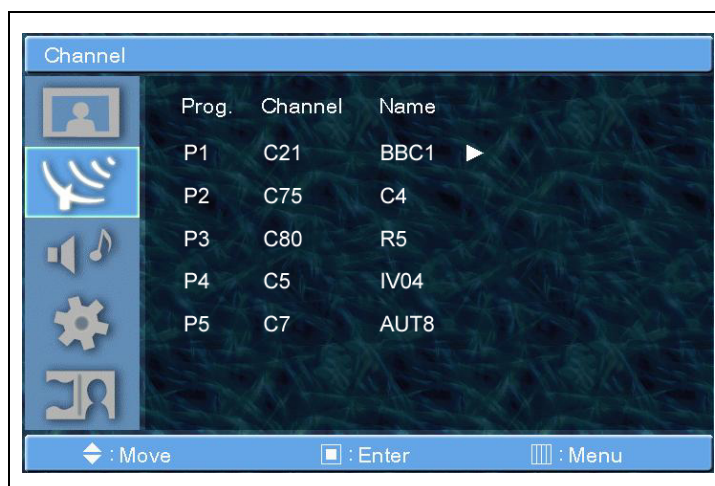 Channel
Prog. Channel Name
P1 C21 BBC1
P2 C75 C4
P3 C80 R5
P4 C5 IV04
P5 C7 AUT8
: Move : Enter : Menu